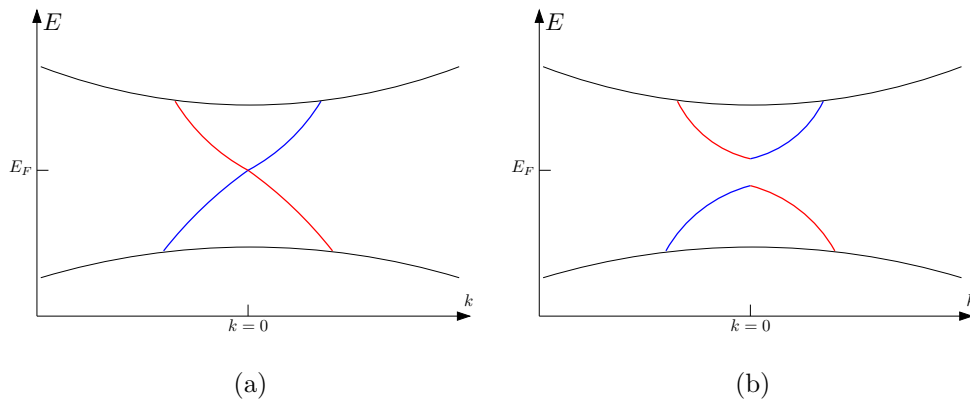 E
E
E_F
E_F
k
k = 0
k = 0
(a)
(b)